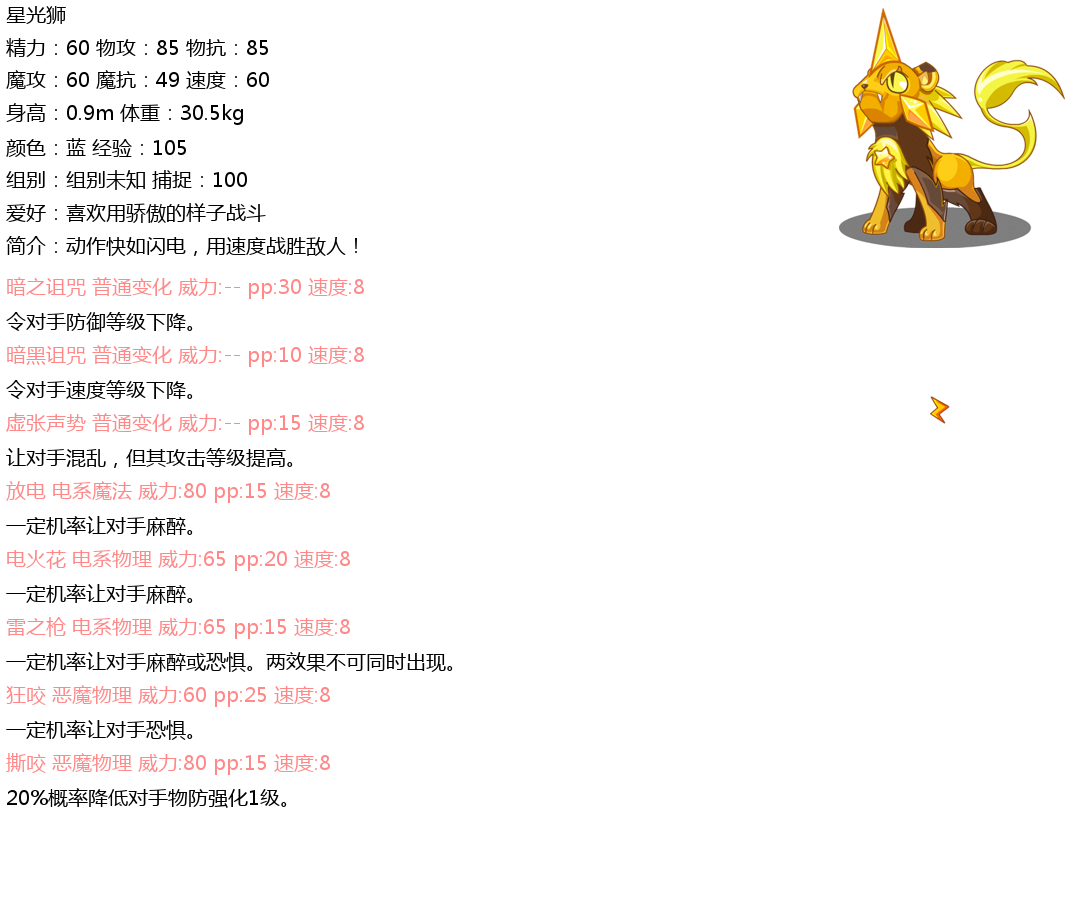 星光狮
精力：60 物攻：85 物抗：85
魔攻：60 魔抗：49 速度：60
身高：0.9m 体重：30.5kg
颜色：蓝 经验：105
组别：组别未知 捕捉：100
爱好：喜欢用骄傲的样子战斗
简介：动作快如闪电，用速度战胜敌人！
暗之诅咒 普通变化 威力:-- pp:30 速度:8
令对手防御等级下降。
暗黑诅咒 普通变化 威力:-- pp:10 速度:8
令对手速度等级下降。
虚张声势 普通变化 威力:-- pp:15 速度:8
让对手混乱，但其攻击等级提高。
放电 电系魔法 威力:80 pp:15 速度:8
一定机率让对手麻醉。
电火花 电系物理 威力:65 pp:20 速度:8
一定机率让对手麻醉。
雷之枪 电系物理 威力:65 pp:15 速度:8
一定机率让对手麻醉或恐惧。两效果不可同时出现。
狂咬 恶魔物理 威力:60 pp:25 速度:8
一定机率让对手恐惧。
撕咬 恶魔物理 威力:80 pp:15 速度:8
20%概率降低对手物防强化1级。